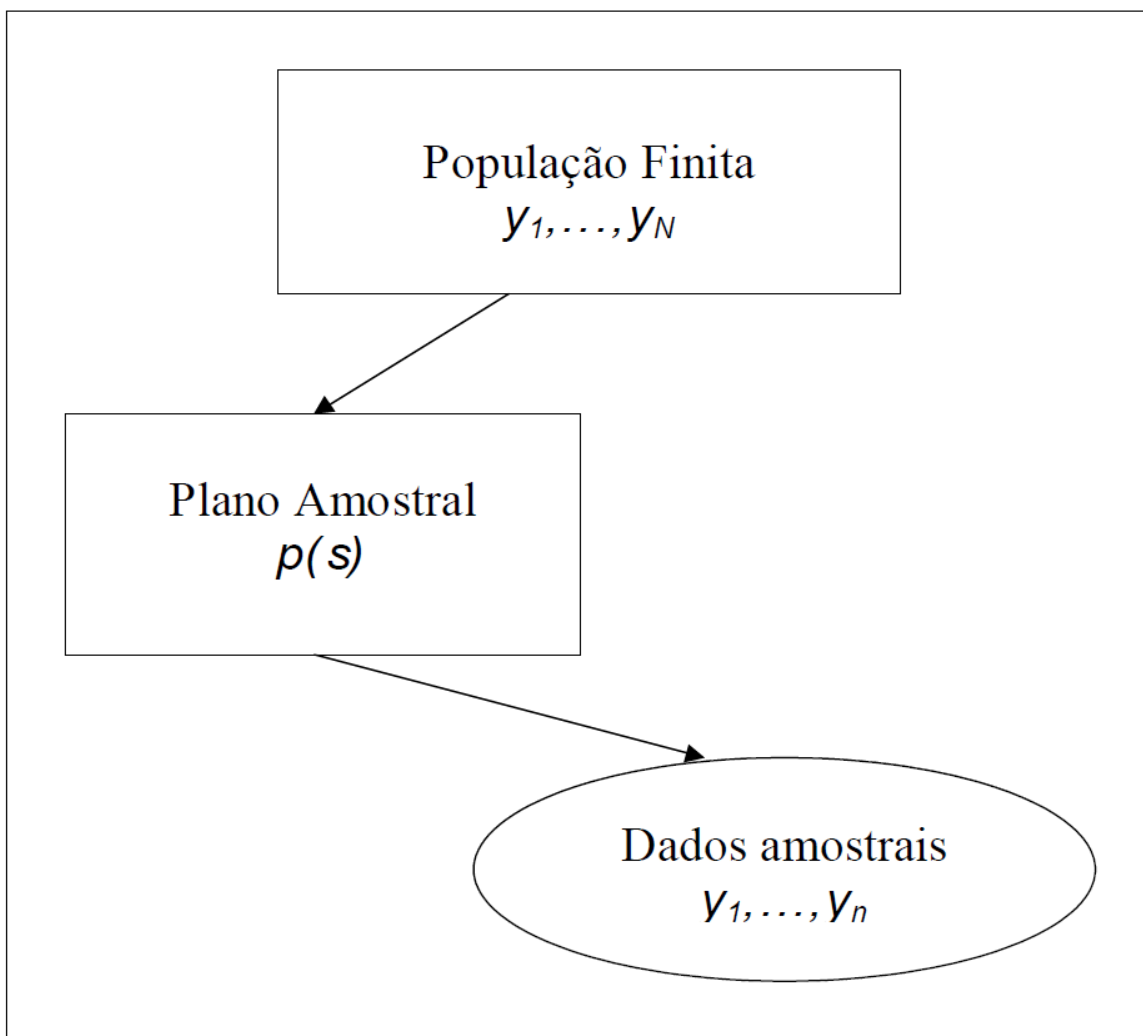 População Finita
y1,...,yN
Plano Amostral
p(s)
Dados amostrais
y1,...,yn